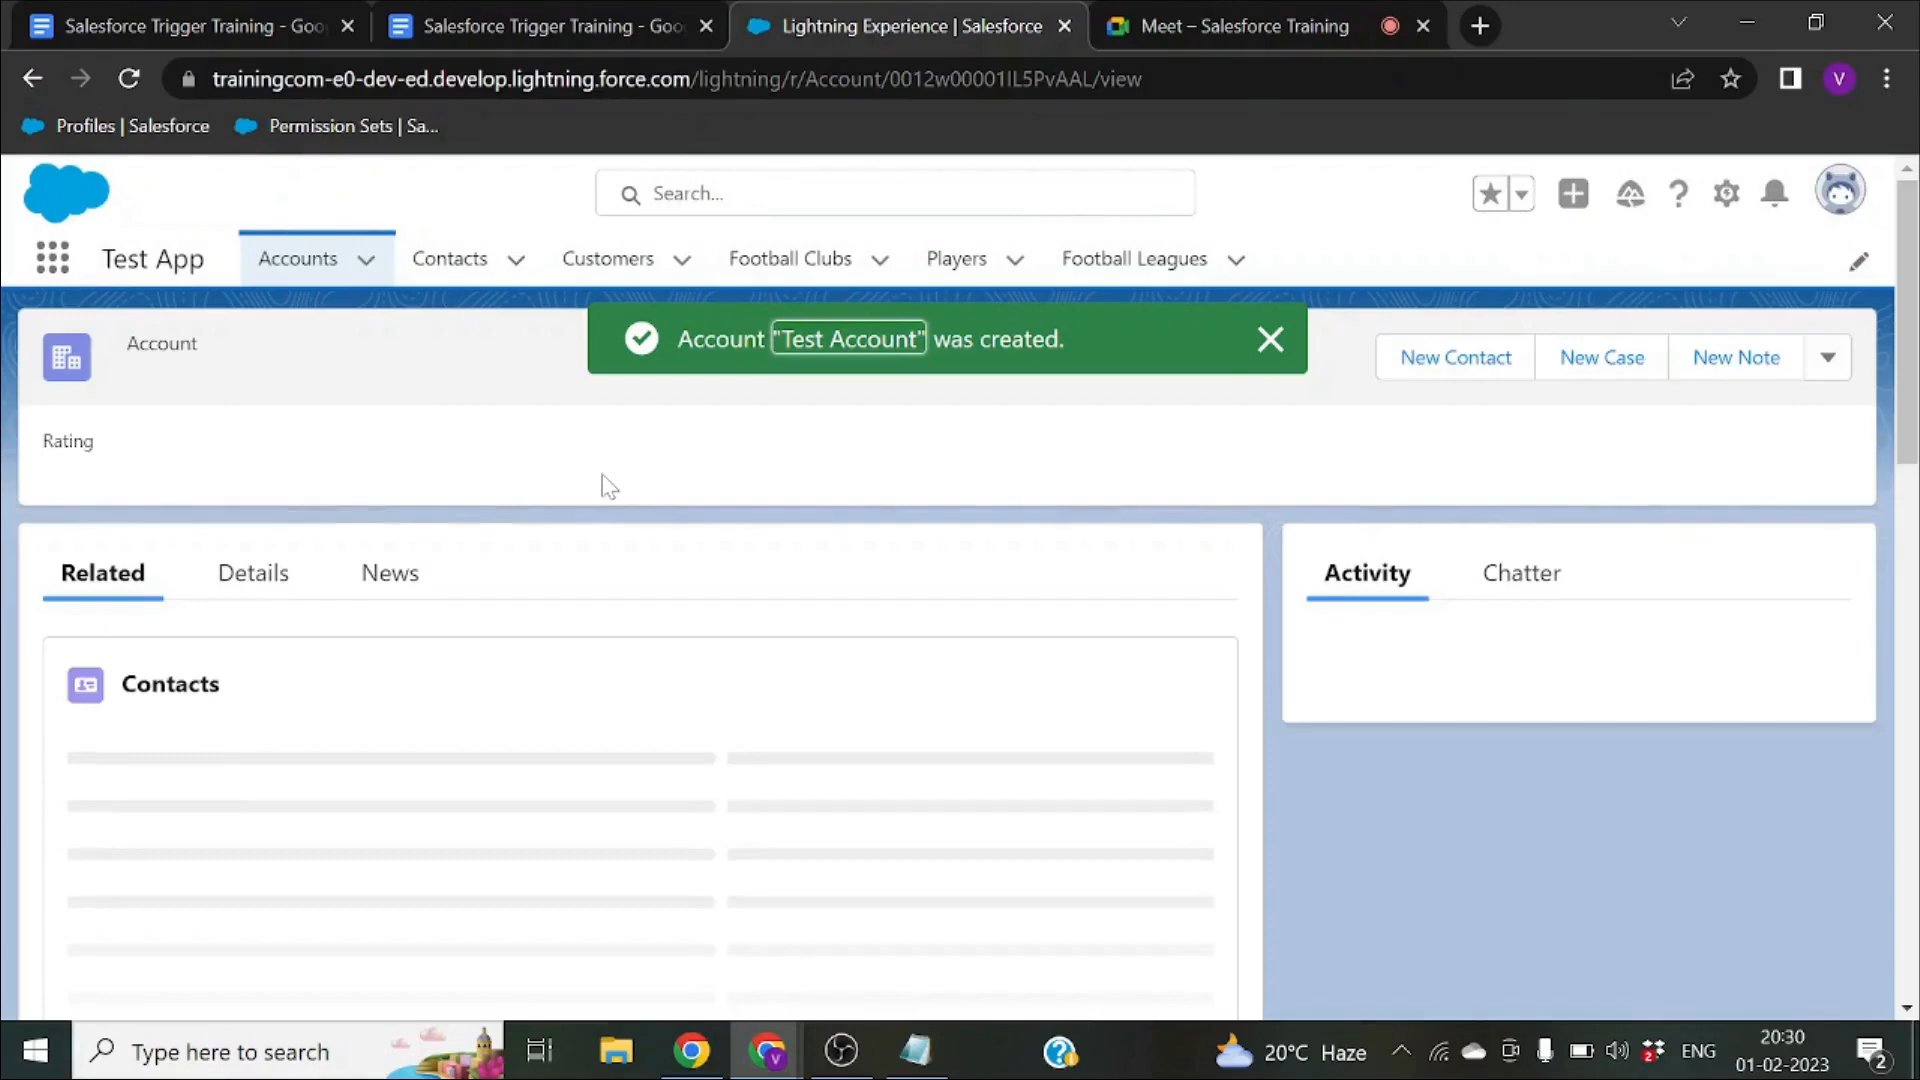 Salesforce Trigger Training - Goo
Salesforce Trigger Training - Goo
Lightning Experience | Salesforce
Meet – Salesforce Training
trainingcom-e0-dev-ed.develop.lightning.force.com/lightning/r/Account/0012w00001IL5PvAAL/view
V
Profiles | Salesforce
Permission Sets | Sa...
Search...
Test App
Accounts
Contacts
Customers
Football Clubs
Players
Football Leagues
Account
Account "Test Account" was created.
New Contact
New Case
New Note
Rating
Related
Details
News
Activity
Chatter
Contacts
Type here to search
V
20°C Haze
2
ENG
20:30
01-02-2023
2